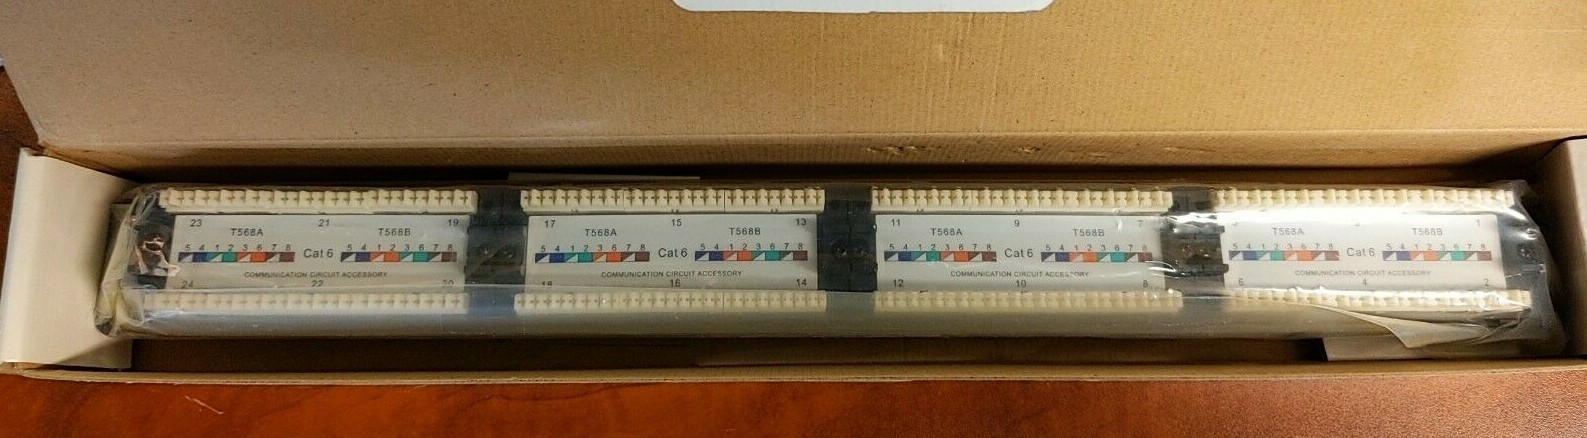 23 21 19
T568A T568B
5 4 1 2 3 6 7 8 Cat 6 5 4 1 2 3 6 7 8
COMMUNICATION CIRCUIT ACCESSORY
24 22 20
17 15 13
T568A T568B
5 4 1 2 3 6 7 8 Cat 6 5 4 1 2 3 6 7 8
COMMUNICATION CIRCUIT ACCESSORY
18 16 14
11 9 7
T568A T568B
5 4 1 2 3 6 7 8 Cat 6 5 4 1 2 3 6 7 8
COMMUNICATION CIRCUIT ACCESSORY
12 10 8
1
T568A T568B
5 4 1 2 3 6 7 8 Cat 6 5 4 1 2 3 6 7 8
COMMUNICATION CIRCUIT ACCESSORY
6 4 2